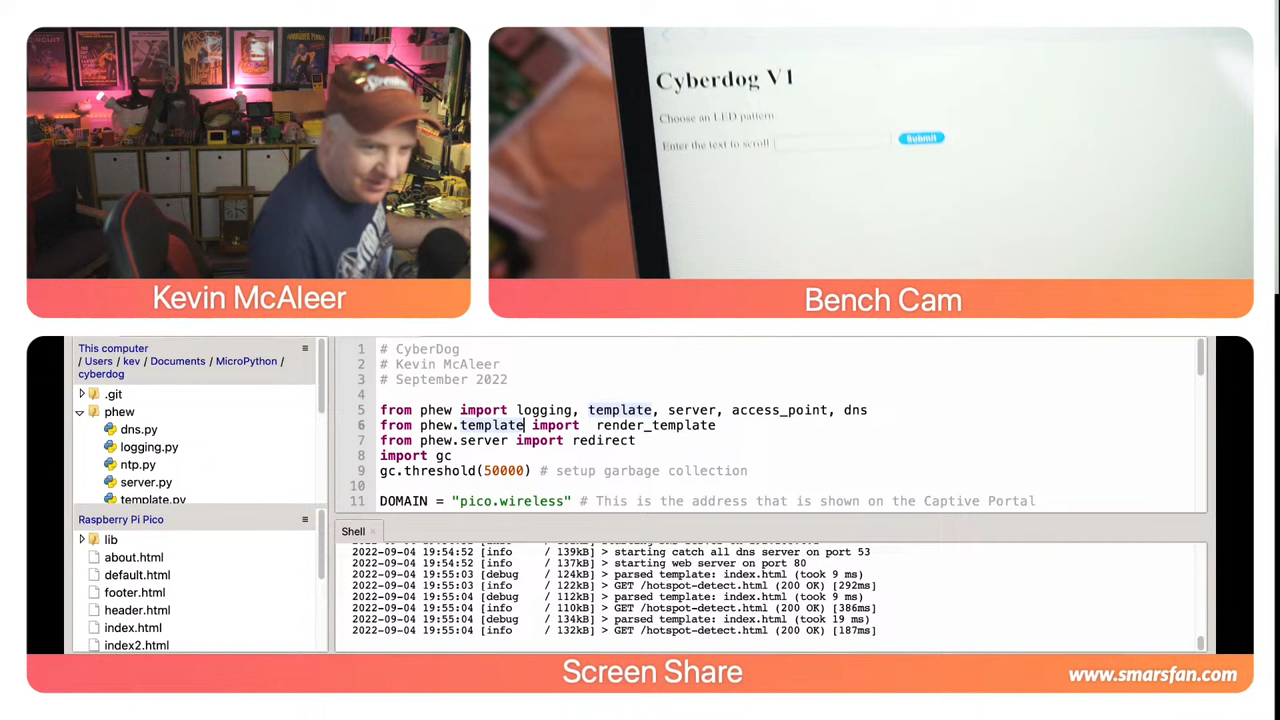 CIRCUIT
Kevin McAleer
Cyberdog V1
Choose an LED pattern
Enter the text to scroll
Submit
Bench Cam
This computer
/ Users / kev / Documents / MicroPython /
cyberdog
.git
phew
dns.py
logging.py
ntp.py
server.py
template.py
Raspberry Pi Pico
lib
about.html
default.html
footer.html
header.html
index.html
index2.html
1 # CyberDog
2 # Kevin McAleer
3 # September 2022
4
5 from phew import logging, template, server, access_point, dns
6 from phew.template import  render_template
7 from phew.server import redirect
8 import gc
9 gc.threshold(50000) # setup garbage collection
10
11 DOMAIN = "pico.wireless" # This is the address that is shown on the Captive Portal
Shell
2022-09-04 19:54:52 [info     / 139kB] > starting catch all dns server on port 53
2022-09-04 19:54:52 [info     / 137kB] > starting web server on port 80
2022-09-04 19:55:03 [debug    / 124kB] > parsed template: index.html (took 9 ms)
2022-09-04 19:55:03 [info     / 122kB] > GET /hotspot-detect.html (200 OK) [292ms]
2022-09-04 19:55:04 [debug    / 112kB] > parsed template: index.html (took 9 ms)
2022-09-04 19:55:04 [info     / 110kB] > GET /hotspot-detect.html (200 OK) [386ms]
2022-09-04 19:55:04 [debug    / 134kB] > parsed template: index.html (took 19 ms)
2022-09-04 19:55:04 [info     / 132kB] > GET /hotspot-detect.html (200 OK) [187ms]
Screen Share
www.smarsfan.com